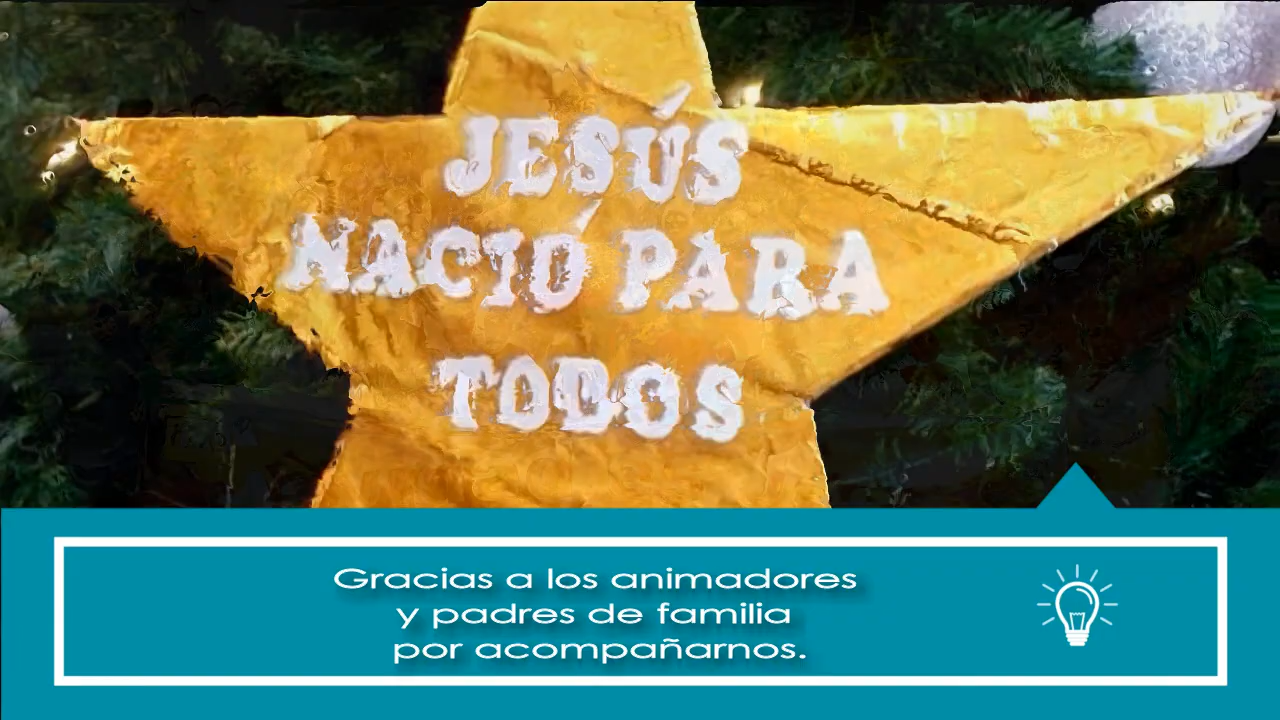 JESÚS
NACIÓ PARA
TODOS
Gracias a los animadores
y padres de familia
por acompañarnos.